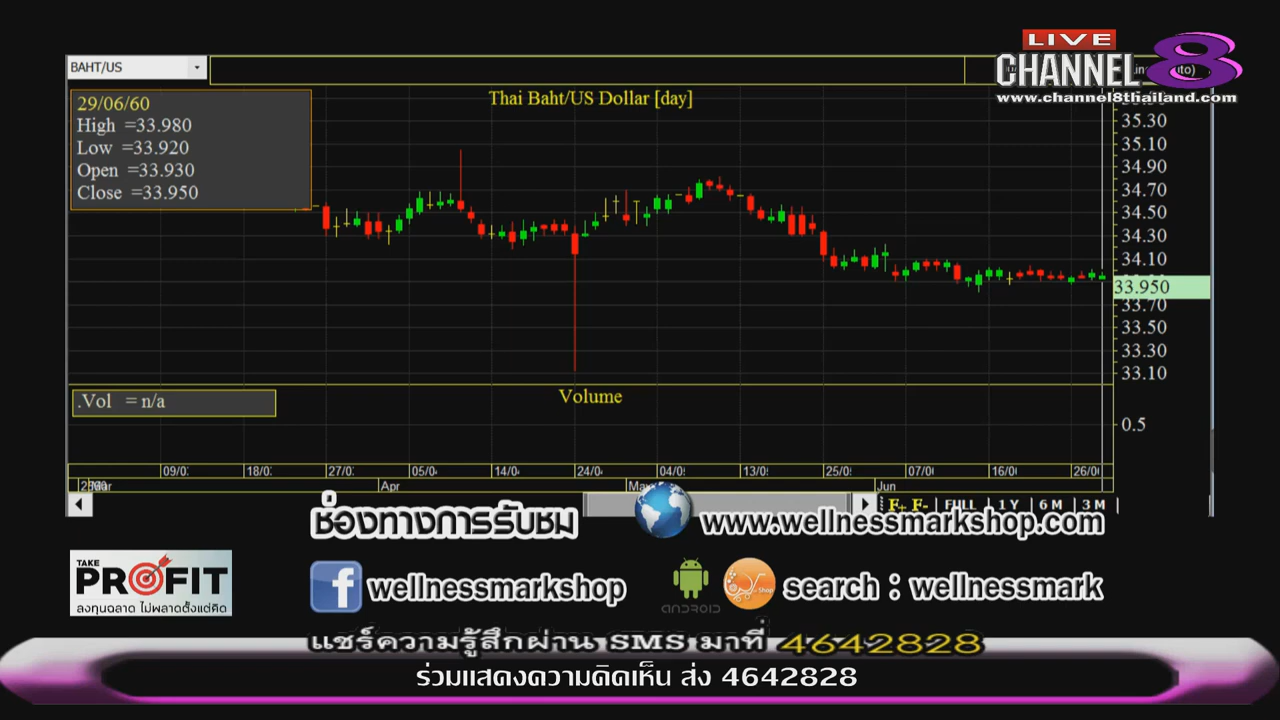 LIVE
CHANNEL 8
www.channel8thailand.com
BAHT/US
Thai Baht/US Dollar [day]
29/06/60
High =33.980
Low =33.920
Open =33.930
Close =33.950
35.30
35.10
34.90
34.70
34.50
34.30
34.10
33.950
33.70
33.50
33.30
33.10
.Vol = n/a
Volume
0.5
09/0 18/0 27/0 05/0 14/0 24/0 04/0 13/0 25/0 07/0 16/0 26/0
Apr May Jun
F+ F- FULL 1 Y 6 M 3 M
ช่องทางการรับชม
www.wellnessmarkshop.com
TAKE
PROFIT
ลงทุนฉลาด ไม่พลาดตั้งแต่คิด
f wellnessmarkshop
ANDROID
Shop
search : wellnessmark
แชร์ความรู้สึกผ่าน SMS มาที่ 4642828
ร่วมแสดงความคิดเห็น ส่ง 4642828